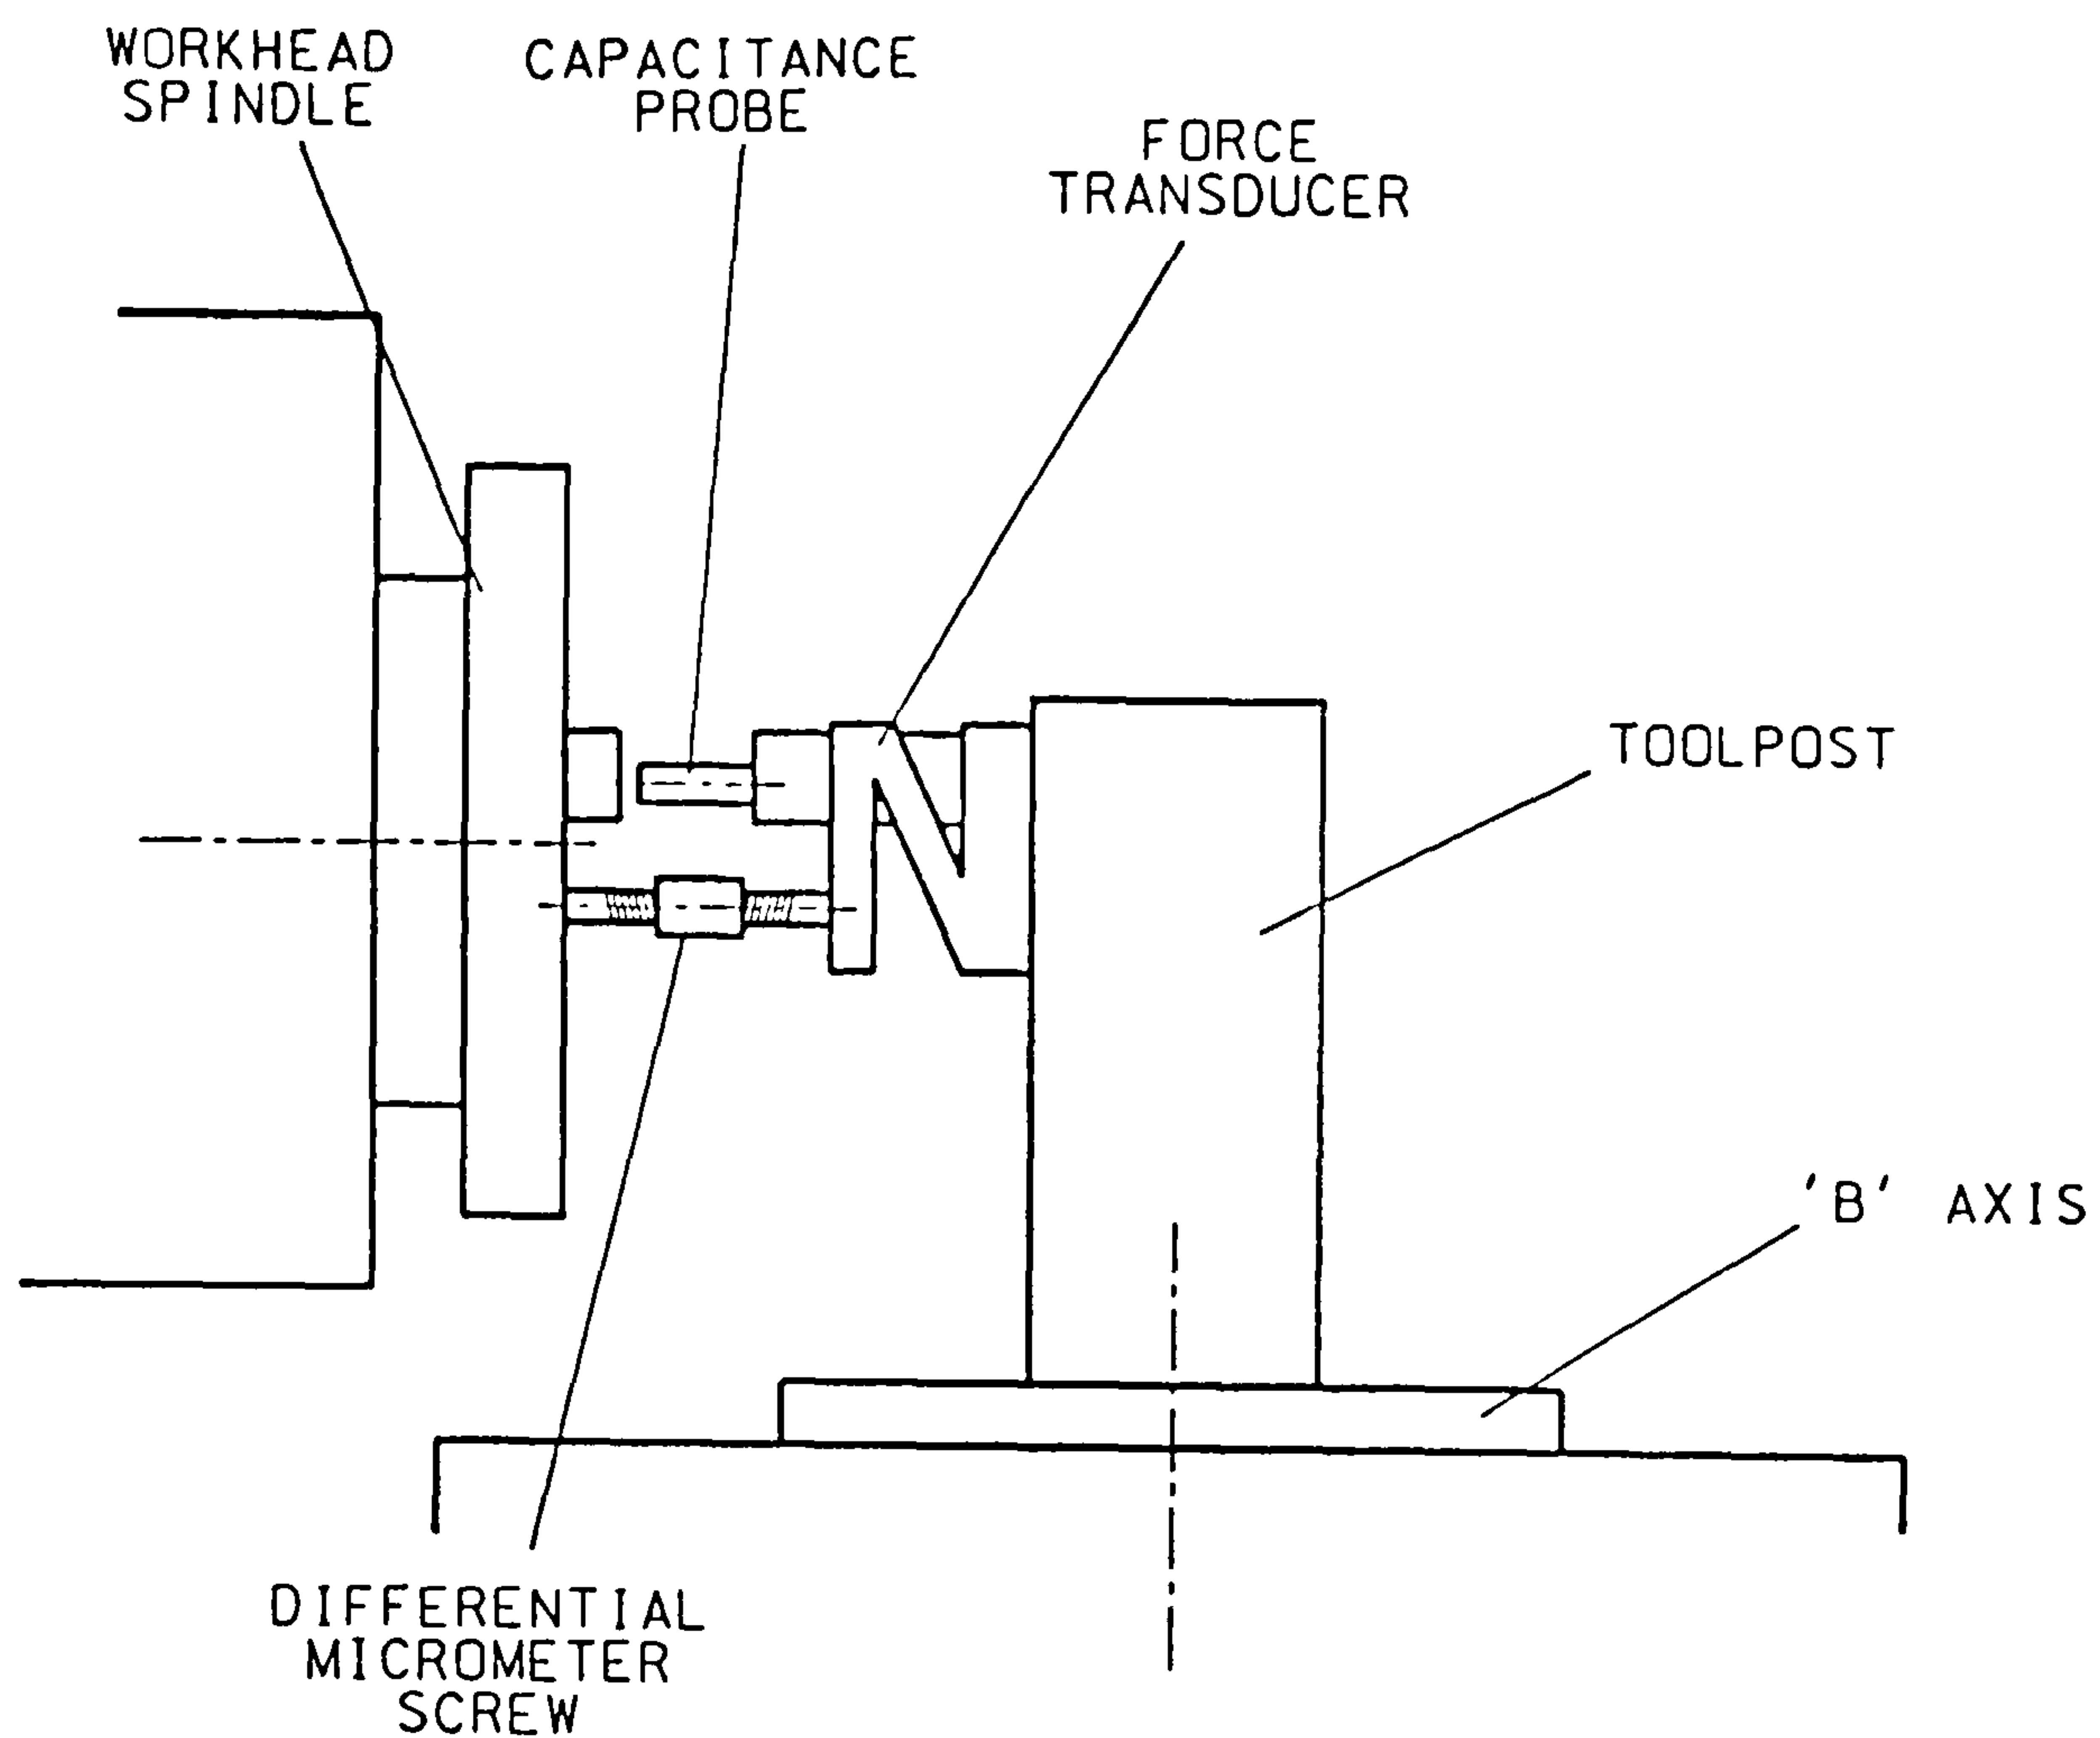 WORKHEAD
SPINDLE
CAPACITANCE
PROBE
FORCE
TRANSDUCER
TOOLPOST
'B' AXIS
DIFFERENTIAL
MICROMETER
SCREW